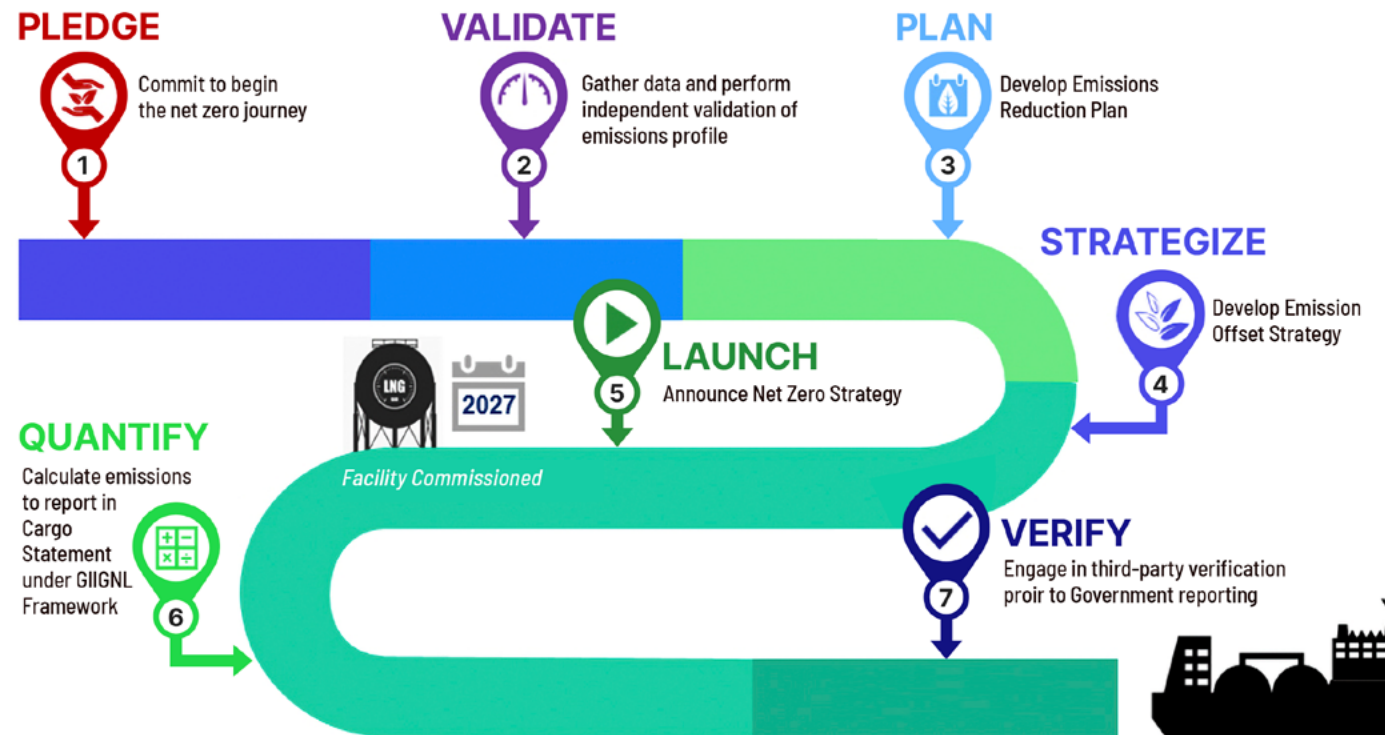 PLEDGE
Commit to begin
the net zero journey
1
VALIDATE
Gather data and perform
independent validation of
emissions profile
2
PLAN
Develop Emissions
Reduction Plan
3
STRATEGIZE
Develop Emission
Offset Strategy
4
LAUNCH
Announce Net Zero Strategy
5
LNG
2027
Facility Commissioned
QUANTIFY
Calculate emissions
to report in
Cargo
Statement
under GIIGNL
Framework
6
VERIFY
Engage in third-party verification
proir to Government reporting
7